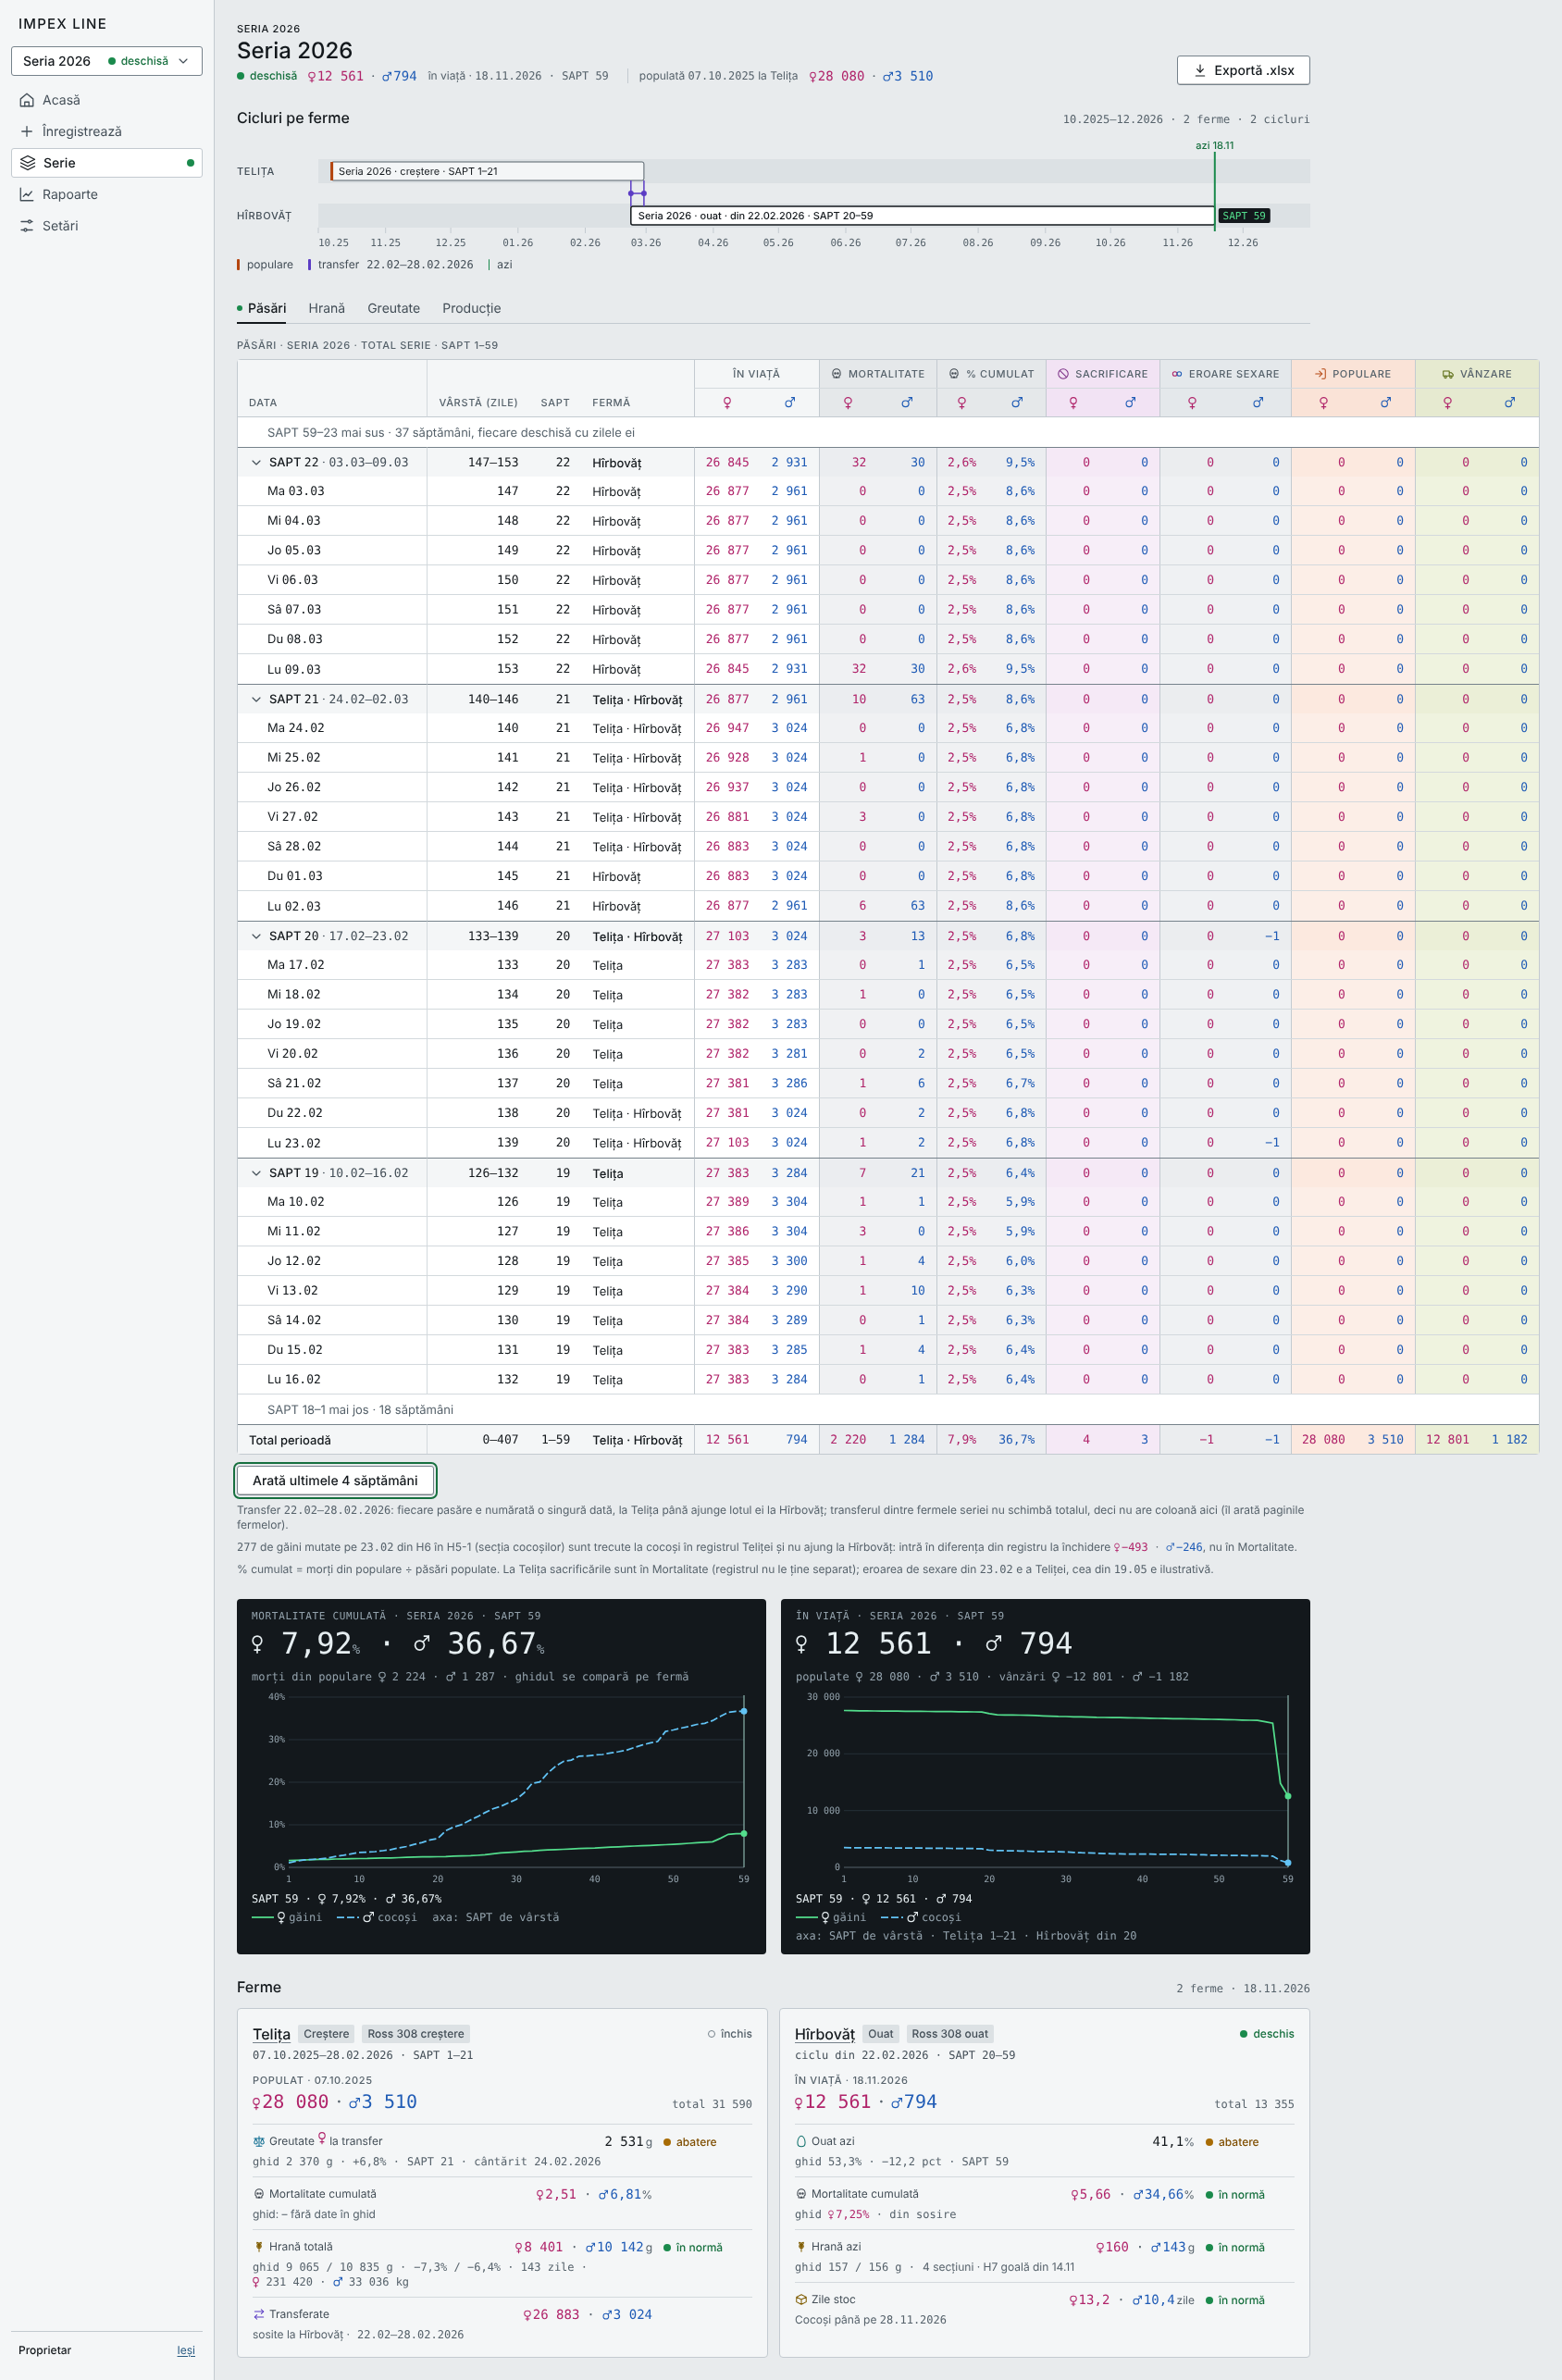 IMPEX LINE
Seria 2026 deschisă
Acasă
Înregistrează
Serie
Rapoarte
Setări
SERIA 2026
Seria 2026
deschisă ♀12 561 · ♂794 în viață · 18.11.2026 · SAPT 59 populată 07.10.2025 la Telița ♀28 080 · ♂3 510
Exportă .xlsx
Cicluri pe ferme 10.2025–12.2026 · 2 ferme · 2 cicluri
azi 18.11
TELIȚA Seria 2026 · creștere · SAPT 1–21
HÎRBOVĂȚ Seria 2026 · ouat · din 22.02.2026 · SAPT 20–59 SAPT 59
10.25 11.25 12.25 01.26 02.26 03.26 04.26 05.26 06.26 07.26 08.26 09.26 10.26 11.26 12.26
populare transfer 22.02–28.02.2026 azi
Păsări Hrană Greutate Producție
PĂSĂRI · SERIA 2026 · TOTAL SERIE · SAPT 1–59
ÎN VIAȚĂ MORTALITATE % CUMULAT SACRIFICARE EROARE SEXARE POPULARE VÂNZARE
DATA VÂRSTĂ (ZILE) SAPT FERMĂ ♀ ♂ ♀ ♂ ♀ ♂ ♀ ♂ ♀ ♂ ♀ ♂ ♀ ♂
SAPT 59–23 mai sus · 37 săptămâni, fiecare deschisă cu zilele ei
SAPT 22 · 03.03–09.03 147–153 22 Hîrbovăț 26 845 2 931 32 30 2,6% 9,5% 0 0 0 0 0 0 0 0
Ma 03.03 147 22 Hîrbovăț 26 877 2 961 0 0 2,5% 8,6% 0 0 0 0 0 0 0 0
Mi 04.03 148 22 Hîrbovăț 26 877 2 961 0 0 2,5% 8,6% 0 0 0 0 0 0 0 0
Jo 05.03 149 22 Hîrbovăț 26 877 2 961 0 0 2,5% 8,6% 0 0 0 0 0 0 0 0
Vi 06.03 150 22 Hîrbovăț 26 877 2 961 0 0 2,5% 8,6% 0 0 0 0 0 0 0 0
Sâ 07.03 151 22 Hîrbovăț 26 877 2 961 0 0 2,5% 8,6% 0 0 0 0 0 0 0 0
Du 08.03 152 22 Hîrbovăț 26 877 2 961 0 0 2,5% 8,6% 0 0 0 0 0 0 0 0
Lu 09.03 153 22 Hîrbovăț 26 845 2 931 32 30 2,6% 9,5% 0 0 0 0 0 0 0 0
SAPT 21 · 24.02–02.03 140–146 21 Telița · Hîrbovăț 26 877 2 961 10 63 2,5% 8,6% 0 0 0 0 0 0 0 0
Ma 24.02 140 21 Telița · Hîrbovăț 26 947 3 024 0 0 2,5% 6,8% 0 0 0 0 0 0 0 0
Mi 25.02 141 21 Telița · Hîrbovăț 26 928 3 024 1 0 2,5% 6,8% 0 0 0 0 0 0 0 0
Jo 26.02 142 21 Telița · Hîrbovăț 26 937 3 024 0 0 2,5% 6,8% 0 0 0 0 0 0 0 0
Vi 27.02 143 21 Telița · Hîrbovăț 26 881 3 024 3 0 2,5% 6,8% 0 0 0 0 0 0 0 0
Sâ 28.02 144 21 Telița · Hîrbovăț 26 883 3 024 0 0 2,5% 6,8% 0 0 0 0 0 0 0 0
Du 01.03 145 21 Hîrbovăț 26 883 3 024 0 0 2,5% 6,8% 0 0 0 0 0 0 0 0
Lu 02.03 146 21 Hîrbovăț 26 877 2 961 6 63 2,5% 8,6% 0 0 0 0 0 0 0 0
SAPT 20 · 17.02–23.02 133–139 20 Telița · Hîrbovăț 27 103 3 024 3 13 2,5% 6,8% 0 0 0 −1 0 0 0 0
Ma 17.02 133 20 Telița 27 383 3 283 0 1 2,5% 6,5% 0 0 0 0 0 0 0 0
Mi 18.02 134 20 Telița 27 382 3 283 1 0 2,5% 6,5% 0 0 0 0 0 0 0 0
Jo 19.02 135 20 Telița 27 382 3 283 0 0 2,5% 6,5% 0 0 0 0 0 0 0 0
Vi 20.02 136 20 Telița 27 382 3 281 0 2 2,5% 6,5% 0 0 0 0 0 0 0 0
Sâ 21.02 137 20 Telița 27 381 3 286 1 6 2,5% 6,7% 0 0 0 0 0 0 0 0
Du 22.02 138 20 Telița · Hîrbovăț 27 381 3 024 0 2 2,5% 6,8% 0 0 0 0 0 0 0 0
Lu 23.02 139 20 Telița · Hîrbovăț 27 103 3 024 1 2 2,5% 6,8% 0 0 0 −1 0 0 0 0
SAPT 19 · 10.02–16.02 126–132 19 Telița 27 383 3 284 7 21 2,5% 6,4% 0 0 0 0 0 0 0 0
Ma 10.02 126 19 Telița 27 389 3 304 1 1 2,5% 5,9% 0 0 0 0 0 0 0 0
Mi 11.02 127 19 Telița 27 386 3 304 3 0 2,5% 5,9% 0 0 0 0 0 0 0 0
Jo 12.02 128 19 Telița 27 385 3 300 1 4 2,5% 6,0% 0 0 0 0 0 0 0 0
Vi 13.02 129 19 Telița 27 384 3 290 1 10 2,5% 6,3% 0 0 0 0 0 0 0 0
Sâ 14.02 130 19 Telița 27 384 3 289 0 1 2,5% 6,3% 0 0 0 0 0 0 0 0
Du 15.02 131 19 Telița 27 383 3 285 1 4 2,5% 6,4% 0 0 0 0 0 0 0 0
Lu 16.02 132 19 Telița 27 383 3 284 0 1 2,5% 6,4% 0 0 0 0 0 0 0 0
SAPT 18–1 mai jos · 18 săptămâni
Total perioadă 0–407 1–59 Telița · Hîrbovăț 12 561 794 2 220 1 284 7,9% 36,7% 4 3 −1 −1 28 080 3 510 12 801 1 182
Arată ultimele 4 săptămâni
Transfer 22.02–28.02.2026: fiecare pasăre e numărată o singură dată, la Telița până ajunge lotul ei la Hîrbovăț; transferul dintre fermele seriei nu schimbă totalul, deci nu are coloană aici (îl arată paginile
fermelor).
277 de găini mutate pe 23.02 din H6 în H5-1 (secția cocoșilor) sunt trecute la cocoși în registrul Teliței și nu ajung la Hîrbovăț: intră în diferența din registru la închidere ♀−493 · ♂−246, nu în Mortalitate.
% cumulat = morți din populare ÷ păsări populate. La Telița sacrificările sunt în Mortalitate (registrul nu le ține separat); eroarea de sexare din 23.02 e a Teliței, cea din 19.05 e ilustrativă.
MORTALITATE CUMULATĂ · SERIA 2026 · SAPT 59
♀ 7,92% · ♂ 36,67%
morți din populare ♀ 2 224 · ♂ 1 287 · ghidul se compară pe fermă
40%
30%
20%
10%
0%
1 10 20 30 40 50 59
SAPT 59 · ♀ 7,92% · ♂ 36,67%
♀ găini ♂ cocoși axa: SAPT de vârstă
ÎN VIAȚĂ · SERIA 2026 · SAPT 59
♀ 12 561 · ♂ 794
populate ♀ 28 080 · ♂ 3 510 · vânzări ♀ −12 801 · ♂ −1 182
30 000
20 000
10 000
0
1 10 20 30 40 50 59
SAPT 59 · ♀ 12 561 · ♂ 794
♀ găini ♂ cocoși
axa: SAPT de vârstă · Telița 1–21 · Hîrbovăț din 20
Ferme 2 ferme · 18.11.2026
Telița Creștere Ross 308 creștere închis
07.10.2025–28.02.2026 · SAPT 1–21
POPULAT · 07.10.2025
♀28 080 · ♂3 510 total 31 590
Greutate ♀ la transfer 2 531 g abatere
ghid 2 370 g · +6,8% · SAPT 21 · cântărit 24.02.2026
Mortalitate cumulată ♀2,51 · ♂6,81%
ghid: – fără date în ghid
Hrană totală ♀8 401 · ♂10 142 g în normă
ghid 9 065 / 10 835 g · −7,3% / −6,4% · 143 zile ·
♀ 231 420 · ♂ 33 036 kg
Transferate ♀26 883 · ♂3 024
sosite la Hîrbovăț · 22.02–28.02.2026
Hîrbovăț Ouat Ross 308 ouat deschis
ciclu din 22.02.2026 · SAPT 20–59
ÎN VIAȚĂ · 18.11.2026
♀12 561 · ♂794 total 13 355
Ouat azi 41,1% abatere
ghid 53,3% · −12,2 pct · SAPT 59
Mortalitate cumulată ♀5,66 · ♂34,66% în normă
ghid ♀7,25% · din sosire
Hrană azi ♀160 · ♂143 g în normă
ghid 157 / 156 g · 4 secțiuni · H7 goală din 14.11
Zile stoc ♀13,2 · ♂10,4 zile în normă
Cocoși până pe 28.11.2026
Proprietar Ieși